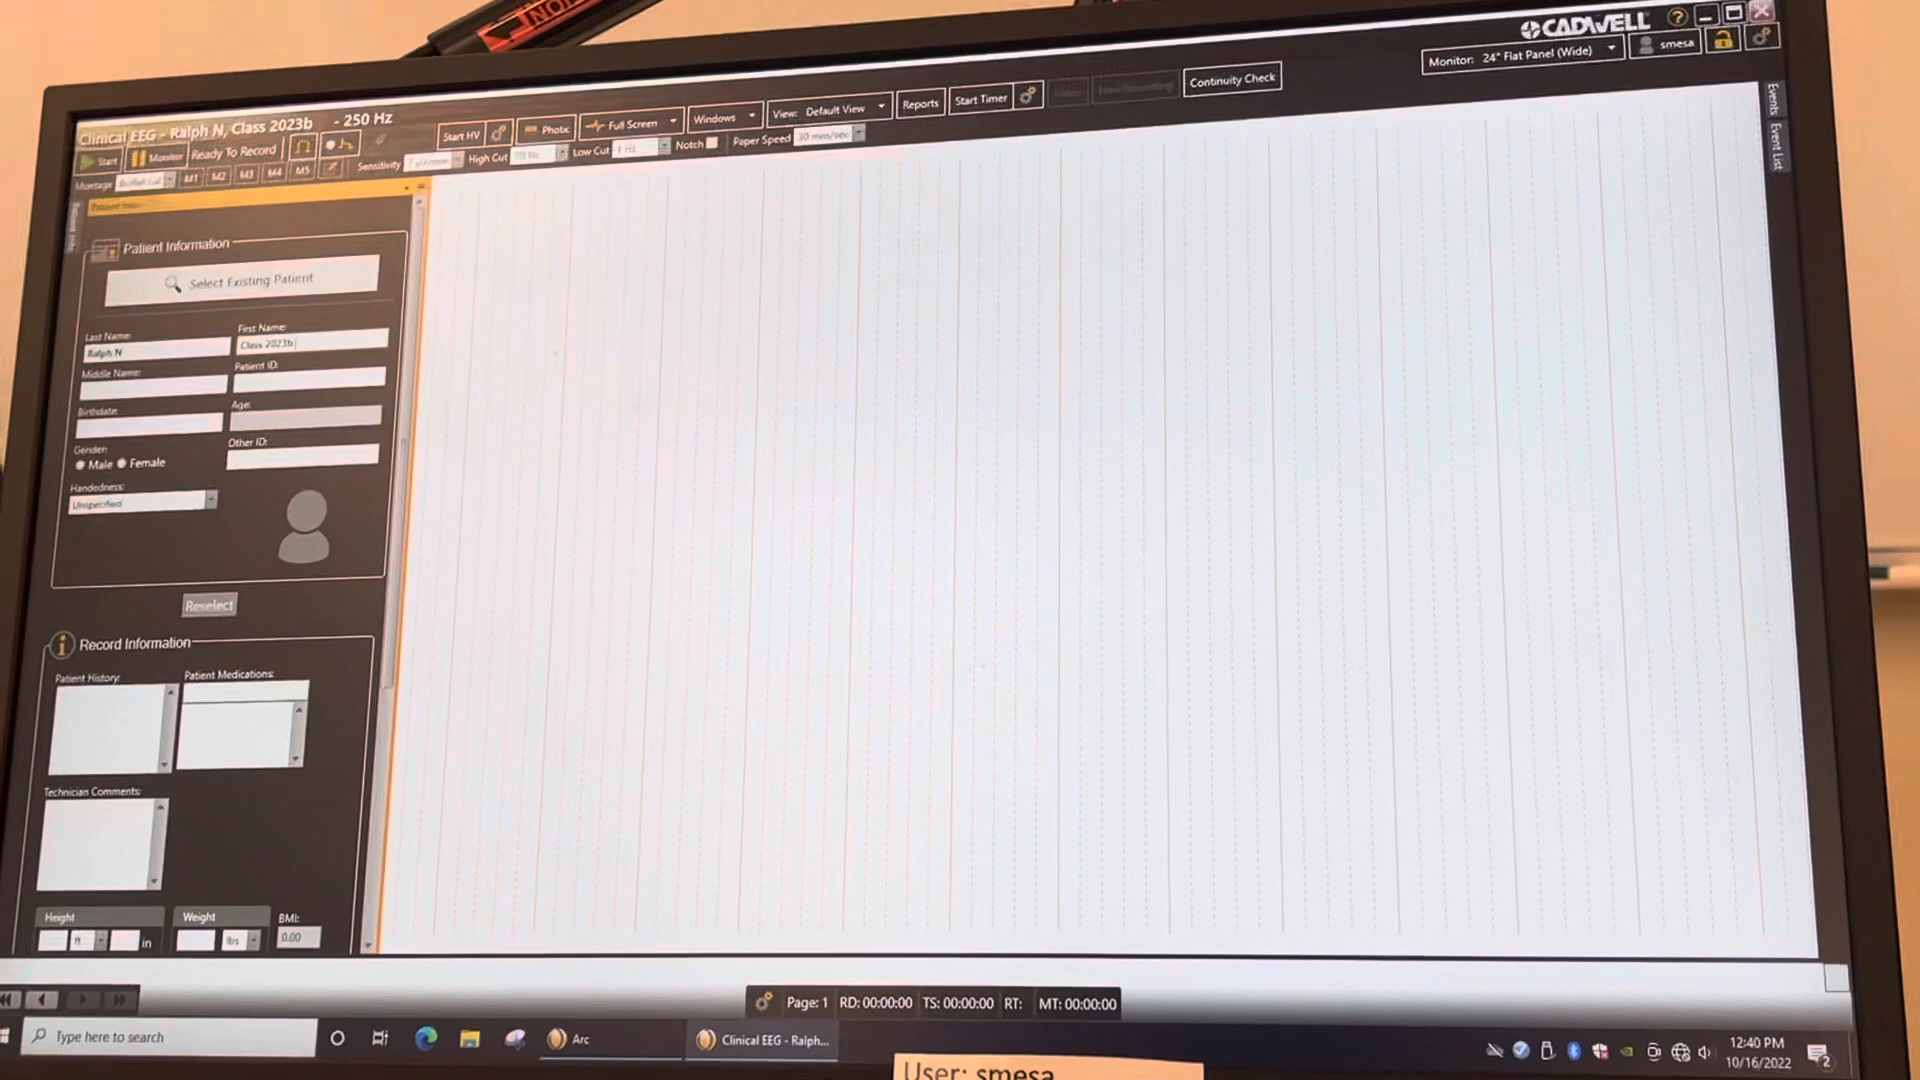 CADWELL
?
Monitor: 24" Flat Panel (Wide)
smesa
Clinical EEG - Ralph N, Class 2023b - 250 Hz
Start HV
Photic
Full Screen
Windows
View: Default View
Reports
Start Timer
Continuity Check
Start
Monitor
Ready To Record
Montage
M1
M2
M3
M4
M5
Sensitivity
High Cut
Low Cut
Notch
Paper Speed 30 mm/sec
Events
Event List
Patient Info
Patient Information
Select Existing Patient
Last Name:
First Name:
Ralph N
Class 2023b
Middle Name:
Patient ID:
Birthdate:
Age:
Gender:
Other ID:
Male
Female
Handedness:
Unspecified
Reselect
Record Information
Patient History:
Patient Medications:
Technician Comments:
Height
Weight
BMI:
ft
in
lbs
0.00
Page: 1 RD: 00:00:00 TS: 00:00:00 RT: MT: 00:00:00
Type here to search
Arc
Clinical EEG - Ralph...
12:40 PM
10/16/2022
2
User: smesa